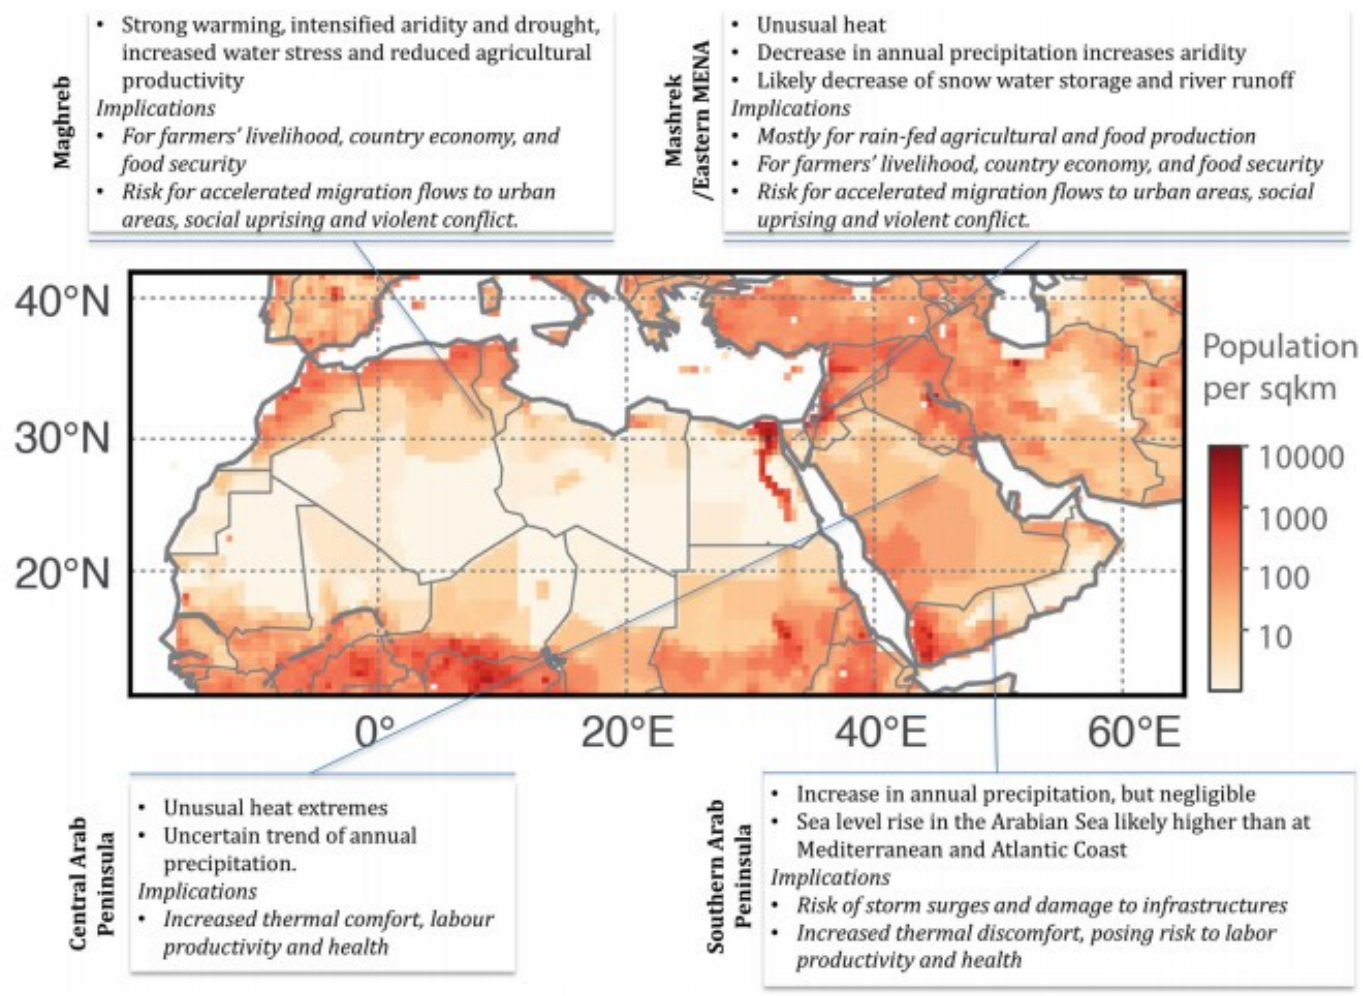 Maghreb
• Strong warming, intensified aridity and drought,
increased water stress and reduced agricultural
productivity
Implications
• For farmers' livelihood, country economy, and
food security
• Risk for accelerated migration flows to urban
areas, social uprising and violent conflict.
Mashrek
/Eastern MENA
• Unusual heat
• Decrease in annual precipitation increases aridity
• Likely decrease of snow water storage and river runoff
Implications
• Mostly for rain-fed agricultural and food production
• For farmers' livelihood, country economy, and food security
• Risk for accelerated migration flows to urban areas, social
uprising and violent conflict.
40°N
30°N
20°N
0°
20°E
40°E
60°E
Population
per sqkm
10000
1000
100
10
Central Arab
Peninsula
• Unusual heat extremes
• Uncertain trend of annual
precipitation.
Implications
• Increased thermal comfort, labour
productivity and health
Southern Arab
Peninsula
• Increase in annual precipitation, but negligible
• Sea level rise in the Arabian Sea likely higher than at
Mediterranean and Atlantic Coast
Implications
• Risk of storm surges and damage to infrastructures
• Increased thermal discomfort, posing risk to labor
productivity and health